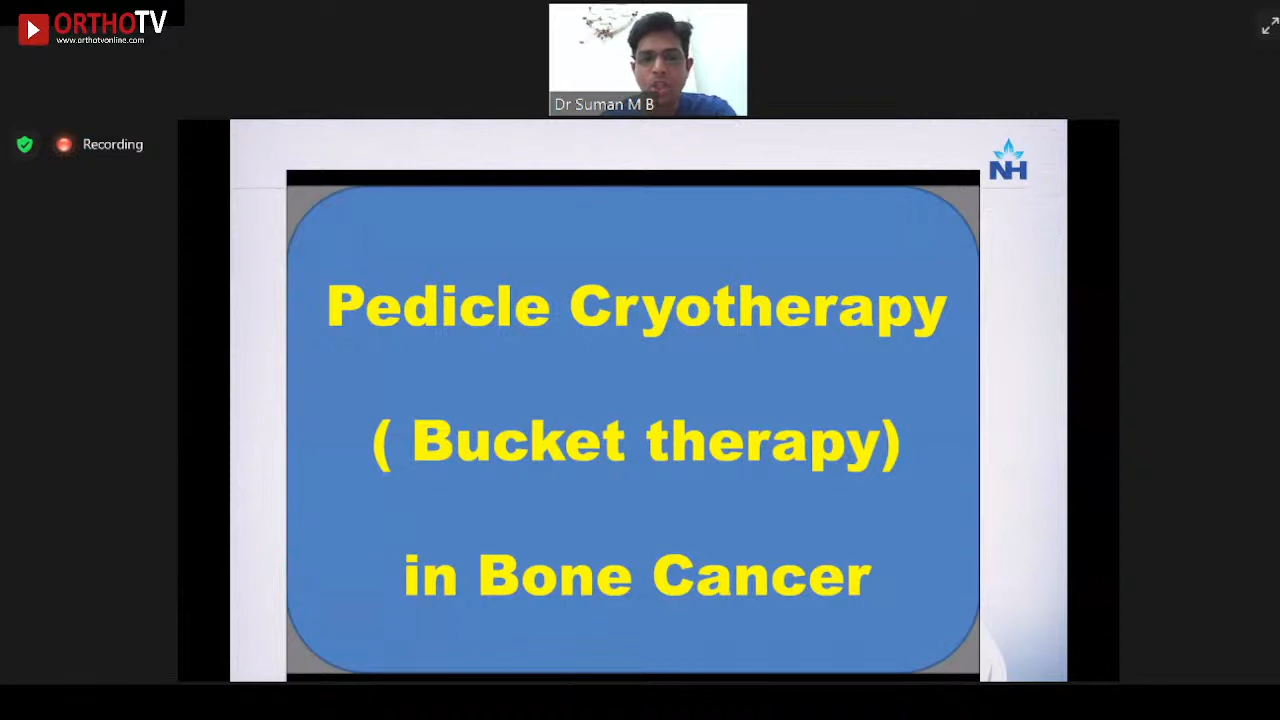 ORTHOTV
www.orthotvonline.com
Dr Suman M B
Recording
NH
Pedicle Cryotherapy
( Bucket therapy)
in Bone Cancer